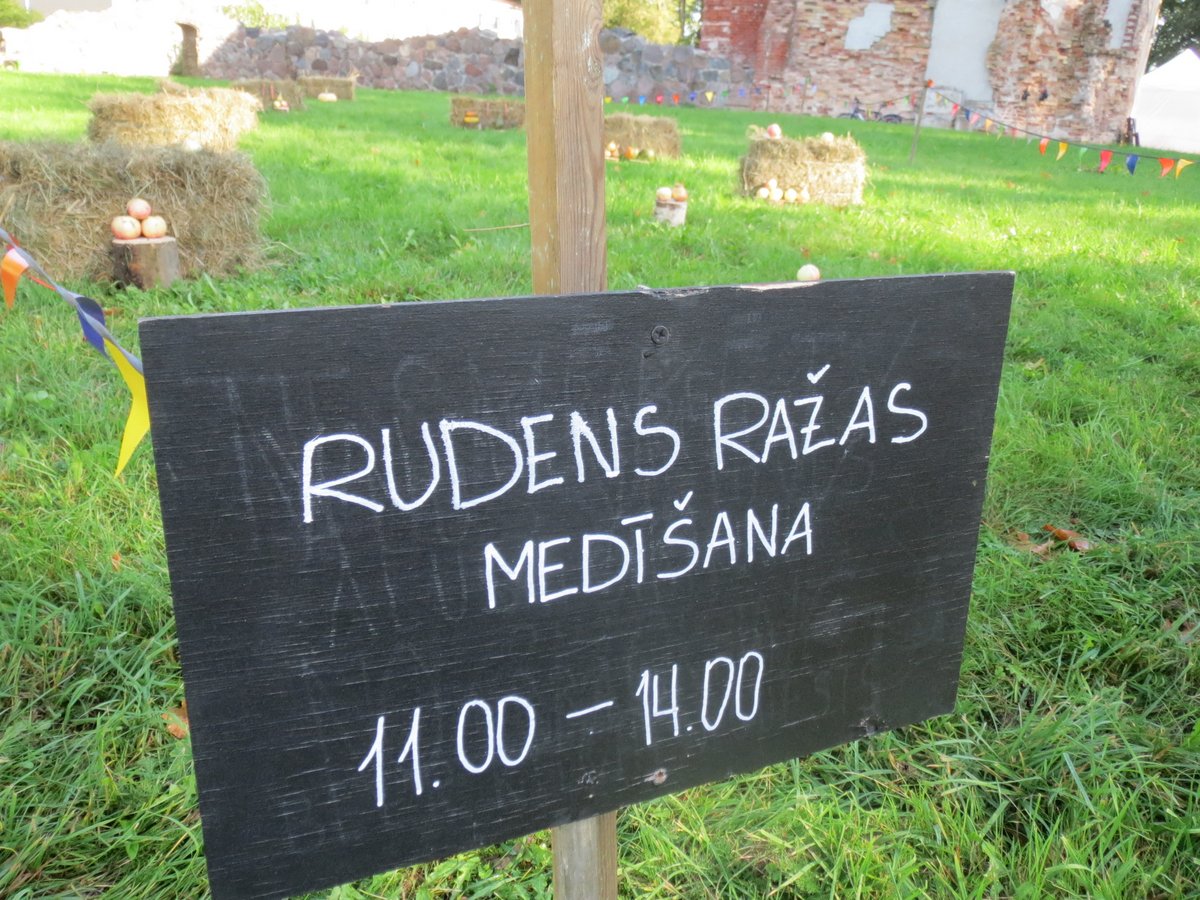 RUDENS RAŽAS
MEDĪŠANA
11.00 – 14.00